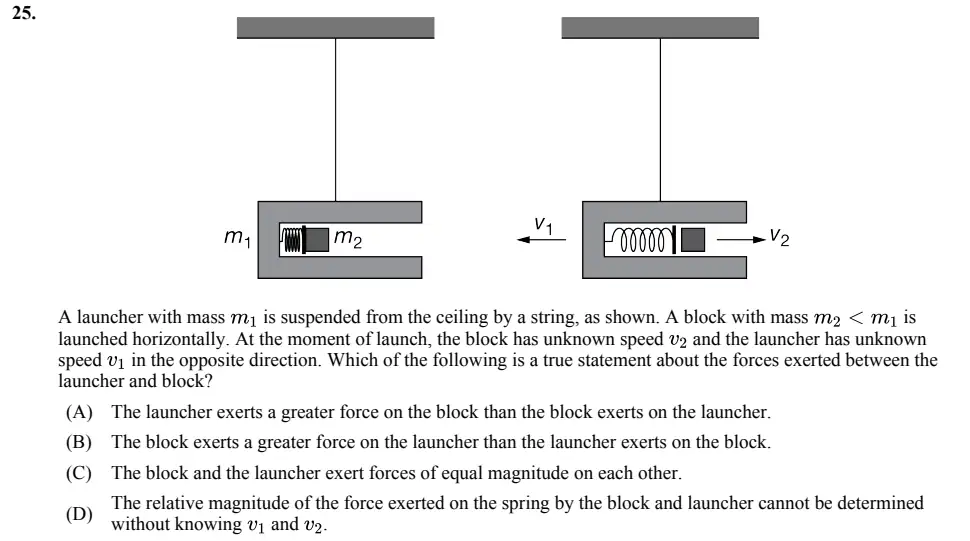 25.
m₁ m₂ v₁ v₂
A launcher with mass m₁ is suspended from the ceiling by a string, as shown. A block with mass m₂ < m₁ is
launched horizontally. At the moment of launch, the block has unknown speed v₂ and the launcher has unknown
speed v₁ in the opposite direction. Which of the following is a true statement about the forces exerted between the
launcher and block?
(A) The launcher exerts a greater force on the block than the block exerts on the launcher.
(B) The block exerts a greater force on the launcher than the launcher exerts on the block.
(C) The block and the launcher exert forces of equal magnitude on each other.
(D) The relative magnitude of the force exerted on the spring by the block and launcher cannot be determined
without knowing v₁ and v₂.